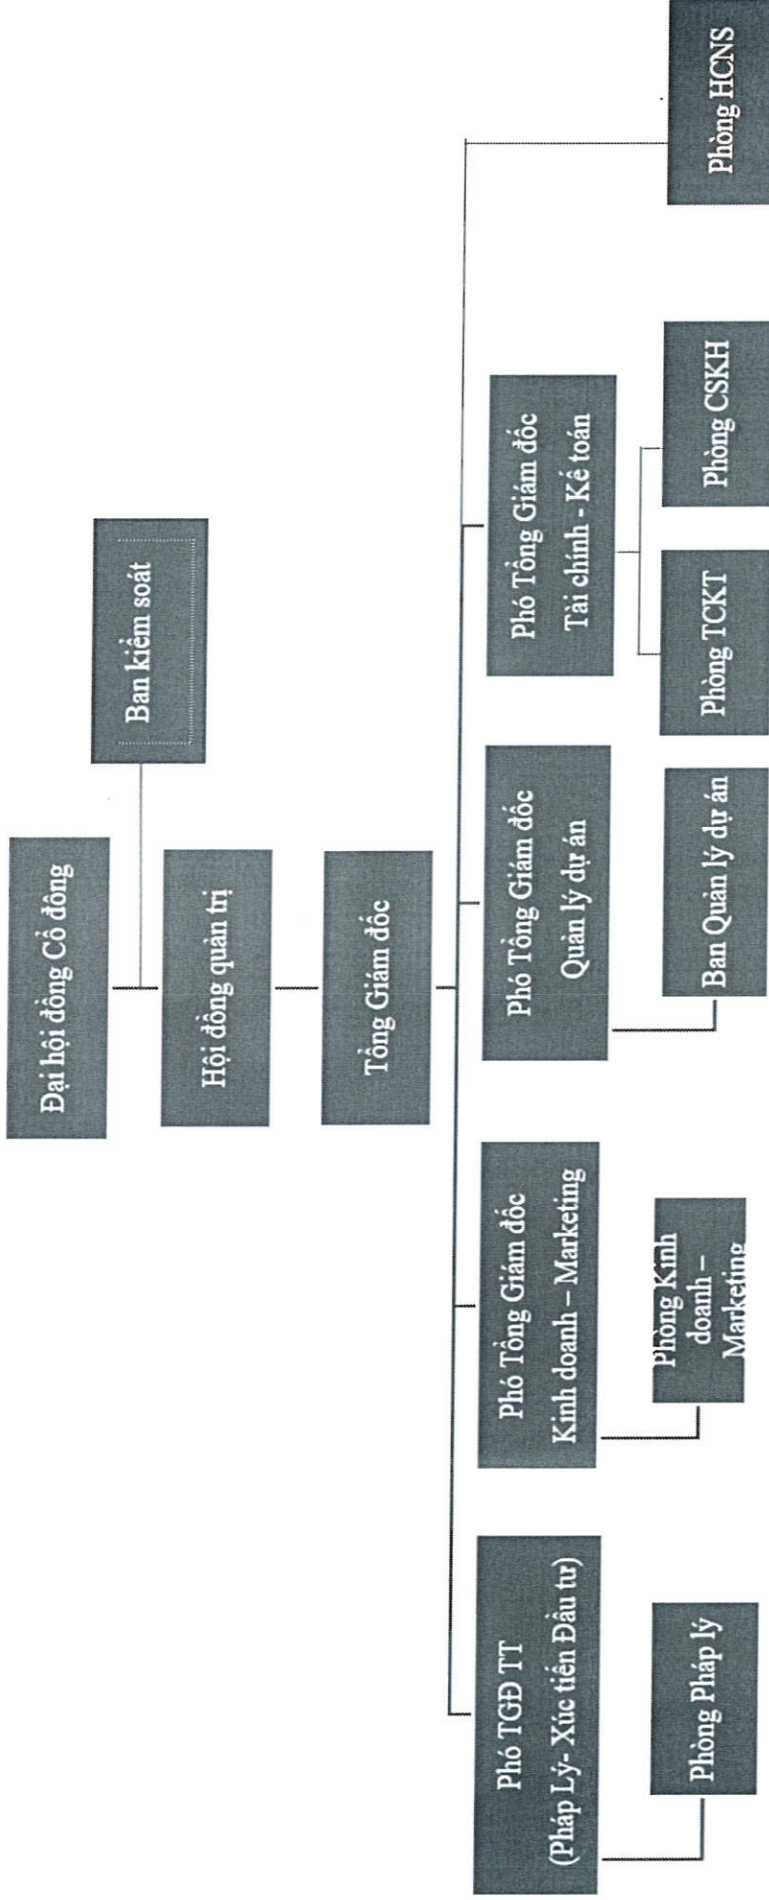 Đại hội đồng Cổ đông
Ban kiểm soát
Hội đồng quản trị
Tổng Giám đốc
Phó TGĐ TT
(Pháp Lý- Xúc tiến Đầu tư)
Phó Tổng Giám đốc
Kinh doanh – Marketing
Phó Tổng Giám đốc
Quản lý dự án
Phó Tổng Giám đốc
Tài chính - Kế toán
Phòng Pháp lý
Phòng Kinh
doanh –
Marketing
Ban Quản lý dự án
Phòng TCKT
Phòng CSKH
Phòng HCNS